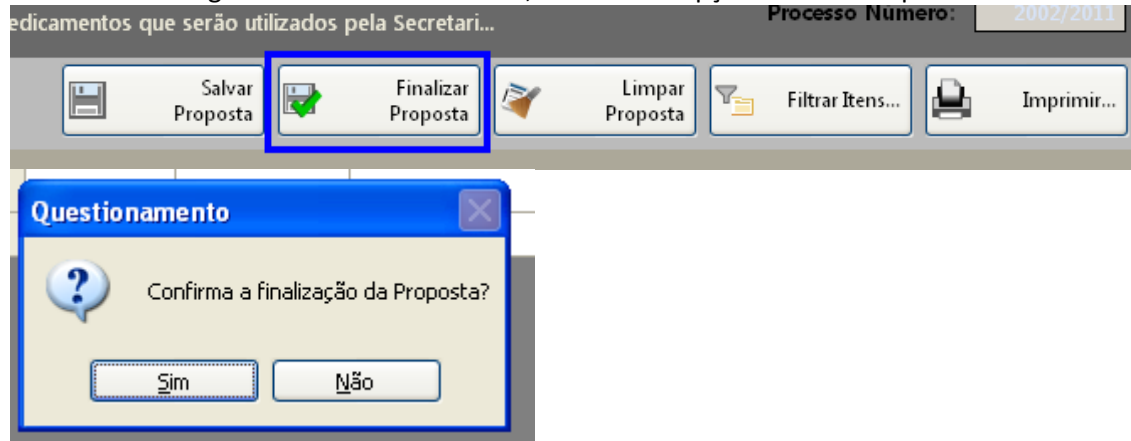 edicamentos que serão utilizados pela Secretari...
Processo Número:
2002/2011
Salvar
Proposta
Finalizar
Proposta
Limpar
Proposta
Filtrar Itens...
Imprimir...
Questionamento
Confirma a finalização da Proposta?
Sim
Não